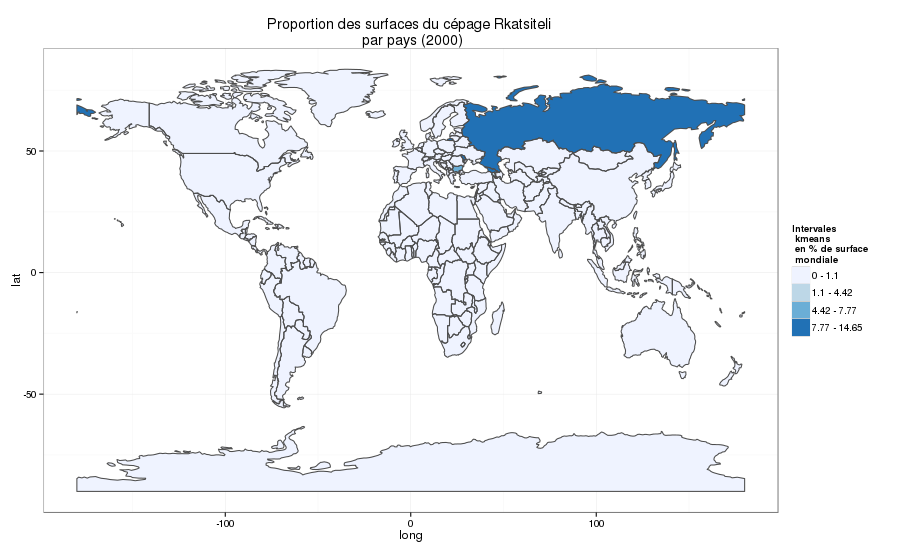 Proportion des surfaces du cépage Rkatsiteli
par pays (2000)
50
0
-50
lat
-100
0
100
long
Intervales
kmeans
en % de surface
mondiale
0 - 1.1
1.1 - 4.42
4.42 - 7.77
7.77 - 14.65